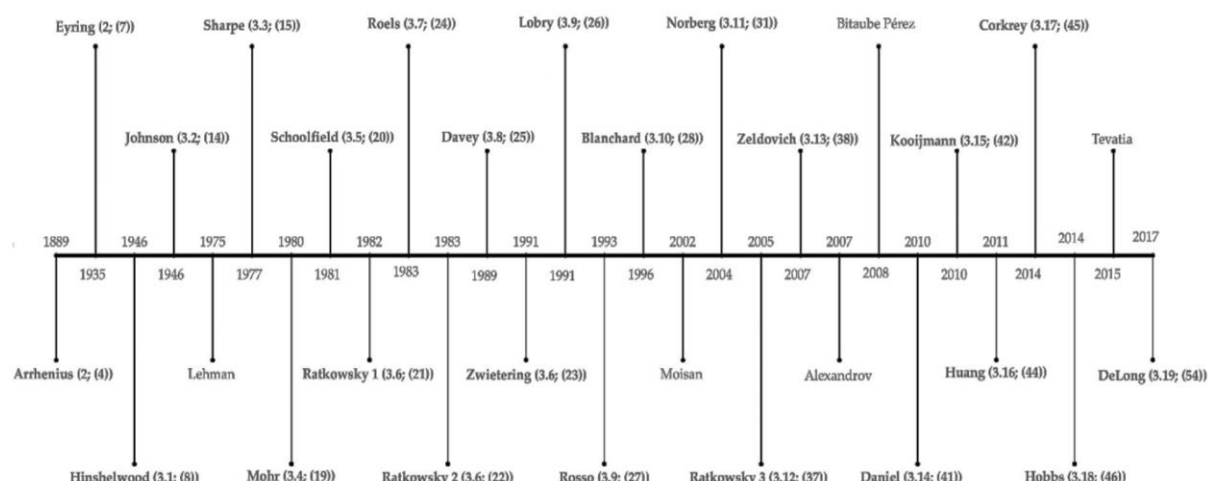 Eyring (2; (7)) Sharpe (3.3; (15)) Roels (3.7; (24)) Lobry (3.9; (26)) Norberg (3.11; (31)) Bitaube Pérez Corkrey (3.17; (45))
Johnson (3.2; (14)) Schoolfield (3.5; (20)) Davey (3.8; (25)) Blanchard (3.10; (28)) Zeldovich (3.13; (38)) Kooijmann (3.15; (42)) Tevatia
1889 1946 1975 1980 1982 1983 1991 1993 2002 2005 2007 2010 2011 2014 2017
1935 1946 1977 1981 1983 1989 1991 1996 2004 2007 2008 2010 2014 2015
Arrhenius (2; (4)) Lehman Ratkowsky 1 (3.6; (21)) Zwietering (3.6; (23)) Moisan Alexandrov Huang (3.16; (44)) DeLong (3.19; (54))
Hinshelwood (3.1; (8)) Mohr (3.4; (19)) Ratkowsky 2 (3.6; (22)) Rosso (3.9; (27)) Ratkowsky 3 (3.12; (37)) Daniel (3.14; (41)) Hobbs (3.18; (46))